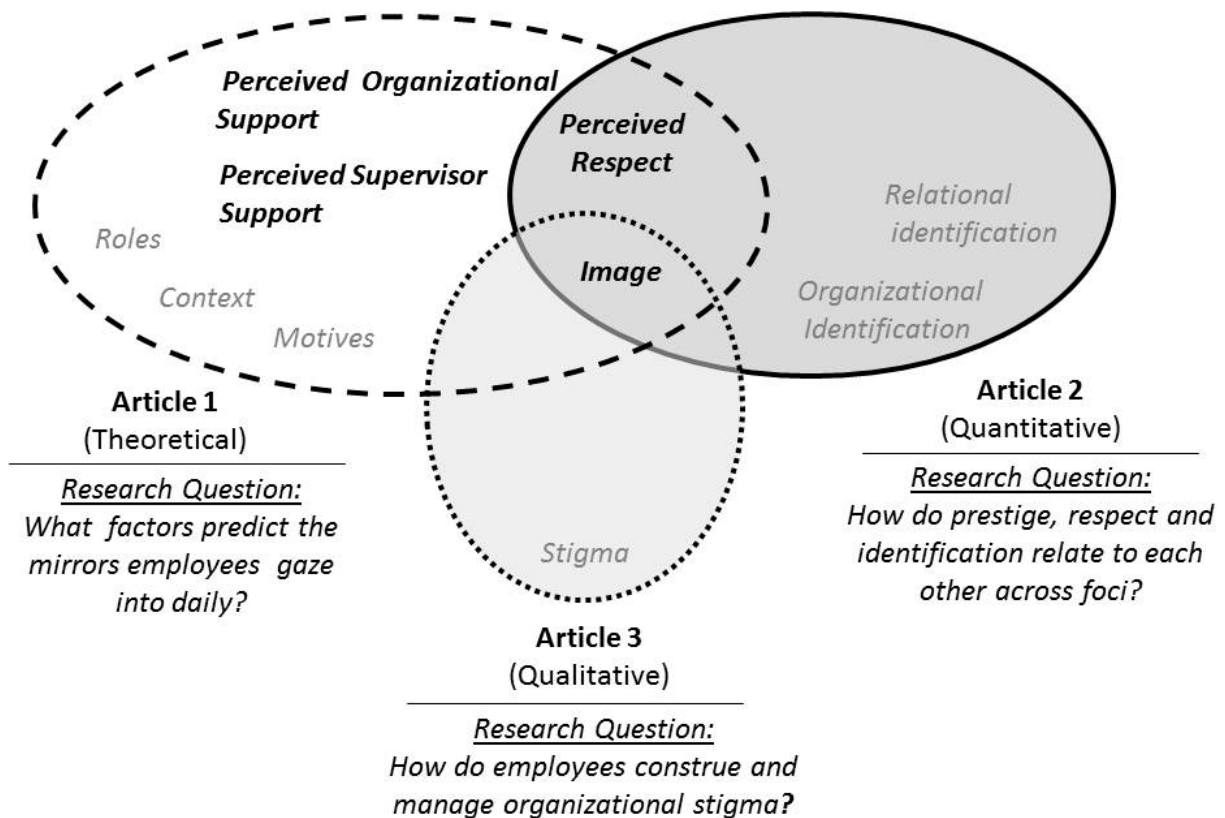 Perceived Organizational
Support
Perceived Supervisor
Support
Roles
Context
Motives
Perceived
Respect
Image
Relational
identification
Organizational
Identification
Stigma
Article 1
(Theoretical)
Research Question:
What factors predict the
mirrors employees gaze
into daily?
Article 2
(Quantitative)
Research Question:
How do prestige, respect and
identification relate to each
other across foci?
Article 3
(Qualitative)
Research Question:
How do employees construe and
manage organizational stigma?